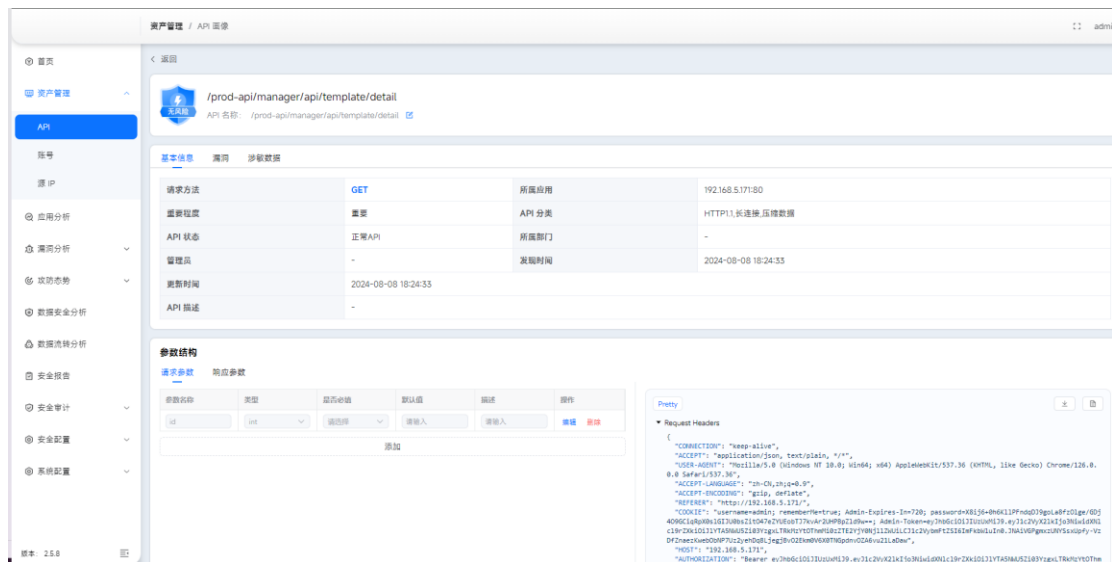 资产管理 / API 画像
admi
首页
< 返回
资产管理
/prod-api/manager/api/template/detail
无风险
API 名称: /prod-api/manager/api/template/detail
API
账号
源 IP
应用分析
漏洞分析
攻防态势
数据安全分析
数据流转分析
安全报告
安全审计
安全配置
系统配置
版本: 2.5.8
基本信息 漏洞 涉敏数据
请求方法 GET 所属应用 192.168.5.171:80
重要程度 重要 API 分类 HTTP1.1,长连接,压缩数据
API 状态 正常API 所属部门 -
管理员 - 发现时间 2024-08-08 18:24:33
更新时间 2024-08-08 18:24:33
API 描述 -
参数结构
请求参数 响应参数
参数名称 类型 是否必填 默认值 描述 操作
id int 请选择 请输入 请输入 编辑 删除
添加
Pretty
Request Headers
{
"CONNECTION": "keep-alive",
"ACCEPT": "application/json, text/plain, */*",
"USER-AGENT": "Mozilla/5.0 (Windows NT 10.0; Win64; x64) AppleWebKit/537.36 (KHTML, like Gecko) Chrome/126.0.
0.0 Safari/537.36",
"ACCEPT-LANGUAGE": "zh-CN,zh;q=0.9",
"ACCEPT-ENCODING": "gzip, deflate",
"REFERER": "http://192.168.5.171/",
"COOKIE": "username=admin; rememberMe=true; Admin-Expires-In=720;
"HOST": "192.168.5.171",
"AUTHORIZATION": "Bearer